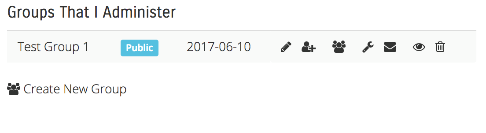 Groups That I Administer
Test Group 1 Public 2017-06-10
Create New Group